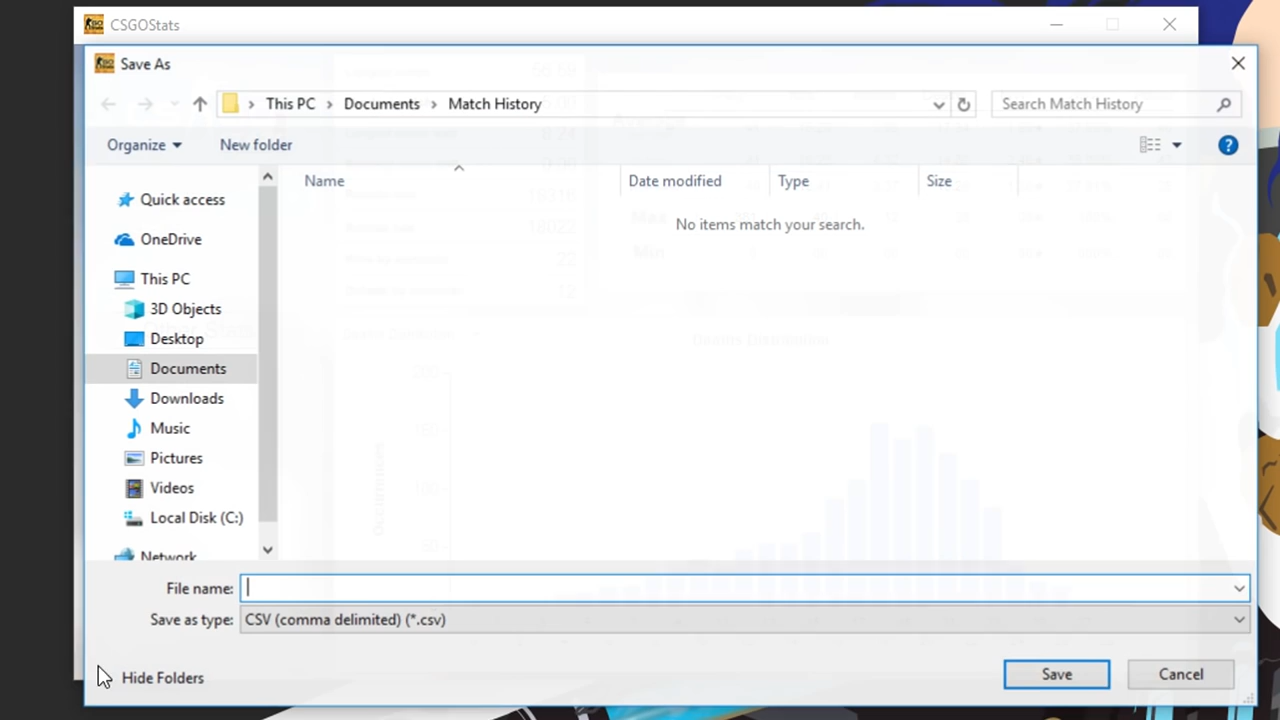 CSGOStats
Save As
This PC > Documents > Match History
Search Match History
Organize
New folder
Name
Date modified
Type
Size
No items match your search.
Quick access
OneDrive
This PC
3D Objects
Desktop
Documents
Downloads
Music
Pictures
Videos
Local Disk (C:)
Network
File name:
Save as type: CSV (comma delimited) (*.csv)
Hide Folders
Save
Cancel